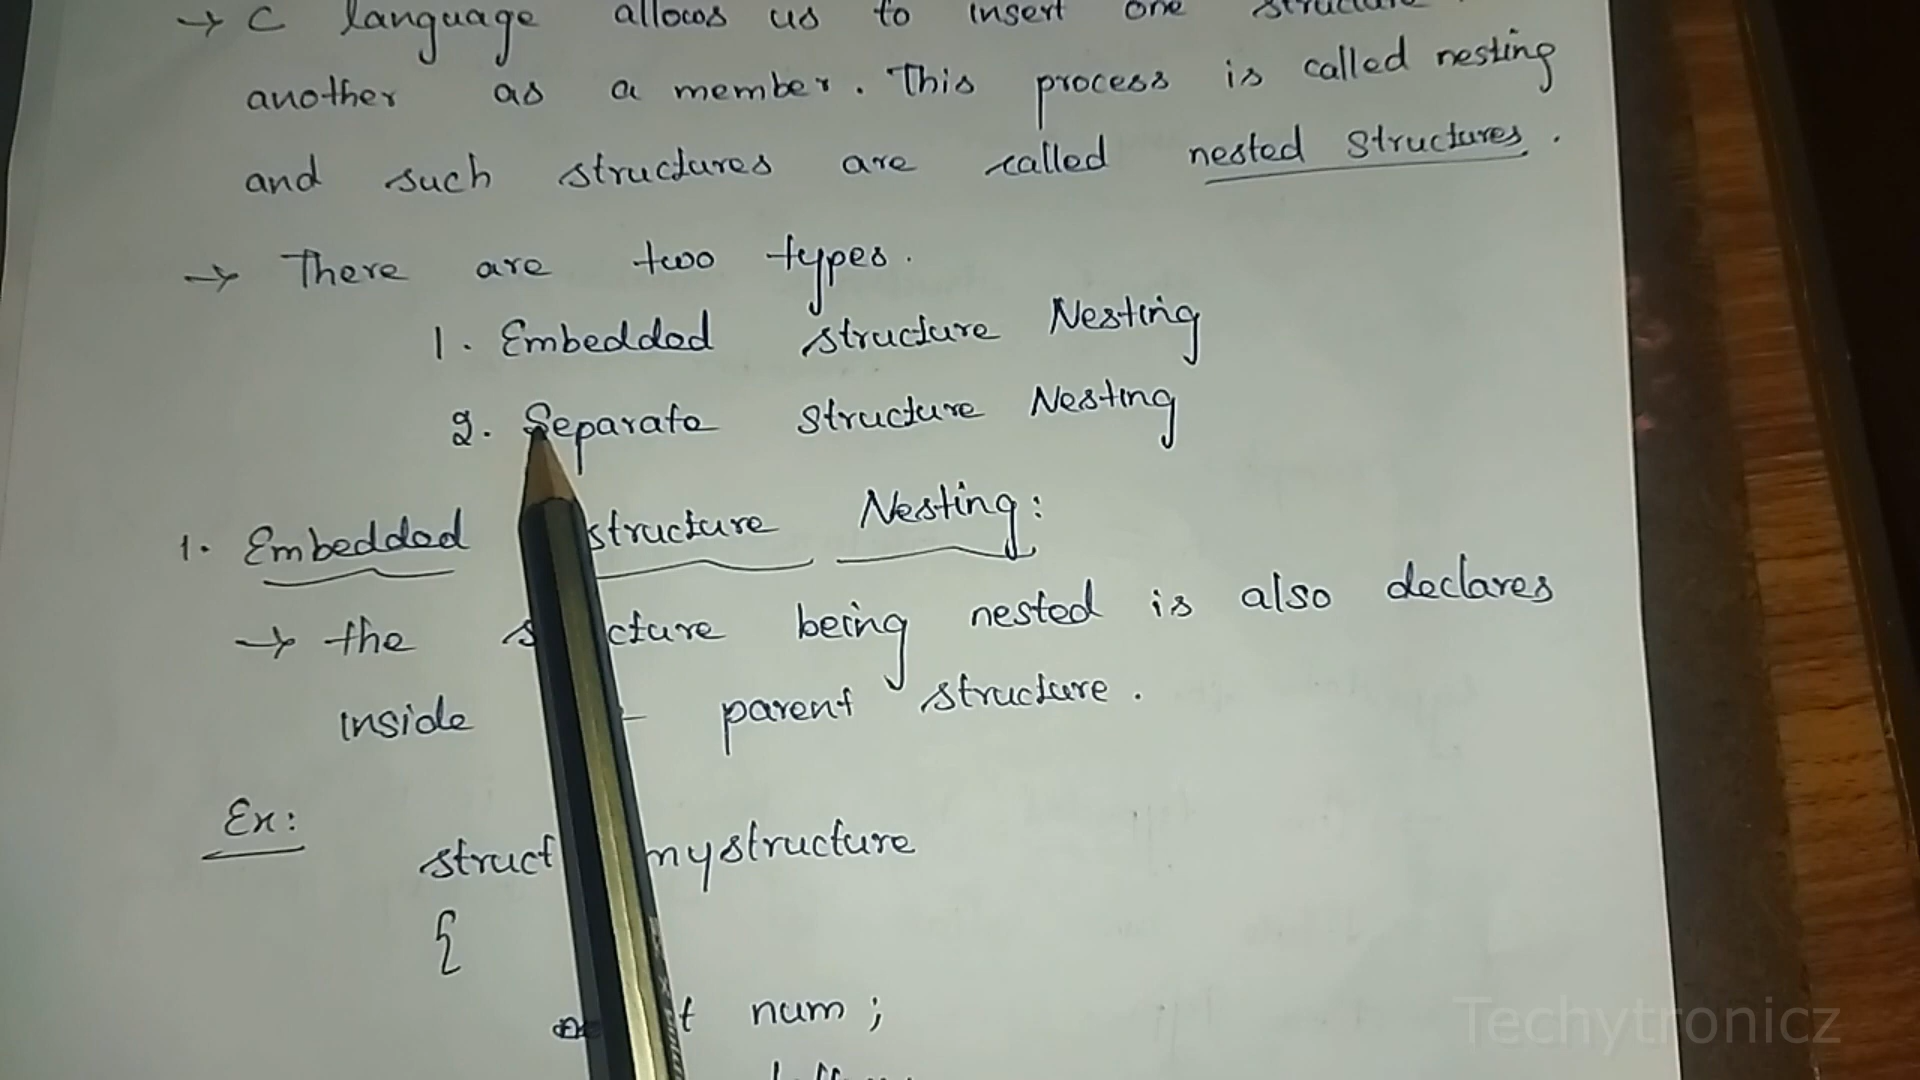 → C language allows us to insert one structure
another as a member. This process is called nesting
and such structures are called nested structures.
→ There are two types.
1. Embedded structure Nesting
2. Separate structure Nesting
1. Embedded structure Nesting:
→ the structure being nested is also declares
inside parent structure.
Ex:
struct mystructure
{
num;
Techytronicz